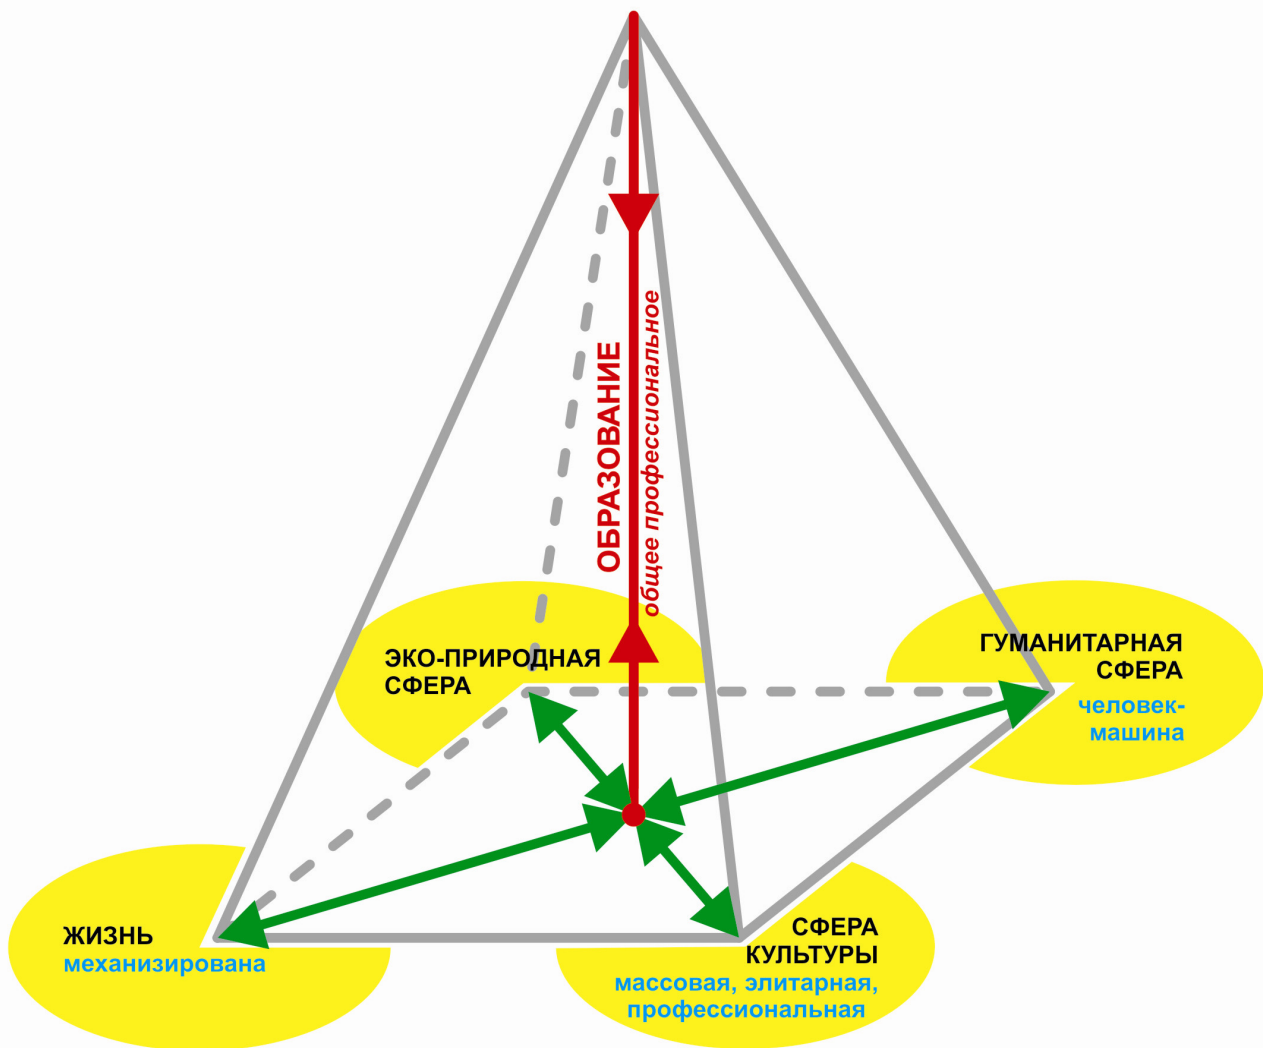 ОБРАЗОВАНИЕ
общее профессиональное
ЭКО-ПРИРОДНАЯ
СФЕРА
ГУМАНИТАРНАЯ
СФЕРА
человек-
машина
ЖИЗНЬ
механизирована
СФЕРА
КУЛЬТУРЫ
массовая, элитарная,
профессиональная